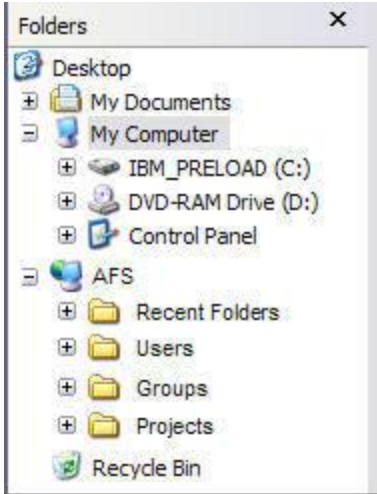 Folders
Desktop
My Documents
My Computer
IBM_PRELOAD (C:)
DVD-RAM Drive (D:)
Control Panel
AFS
Recent Folders
Users
Groups
Projects
Recycle Bin